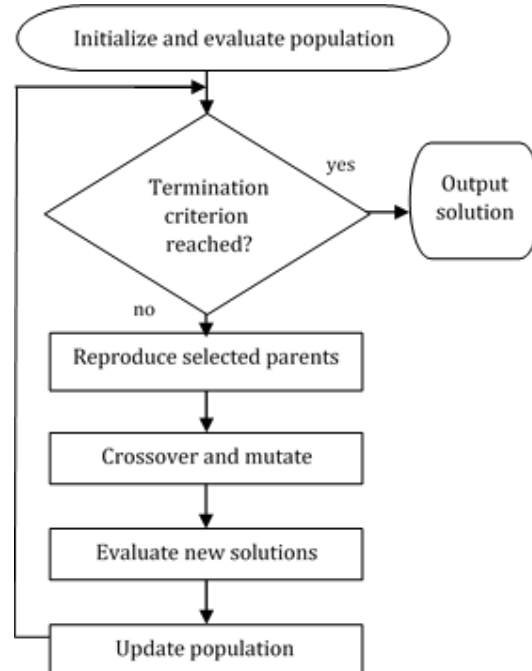 Initialize and evaluate population
yes
Termination
criterion
reached?
Output
solution
no
Reproduce selected parents
Crossover and mutate
Evaluate new solutions
Update population